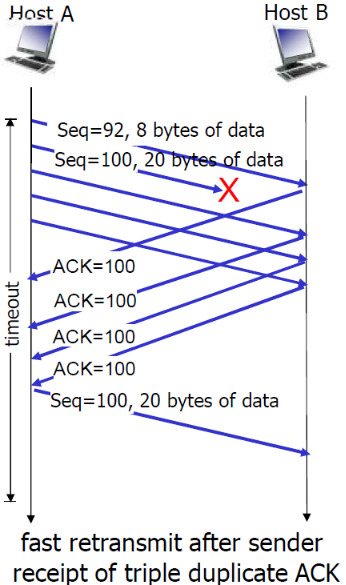 Host A
Host B
Seq=92, 8 bytes of data
Seq=100, 20 bytes of data
X
timeout
ACK=100
ACK=100
ACK=100
ACK=100
Seq=100, 20 bytes of data
fast retransmit after sender
receipt of triple duplicate ACK